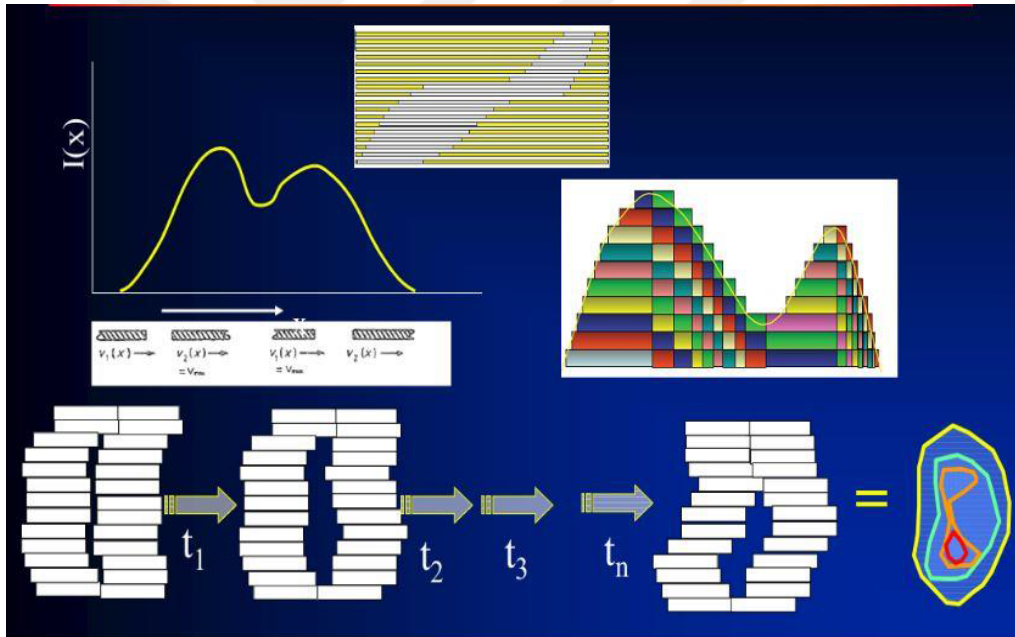 I(x)
x
v₁(x) → v₂(x) → v₁(x) → v₂(x) →
= vₘₐₓ = vₘₐₓ
t₁
t₂
t₃
tₙ
=